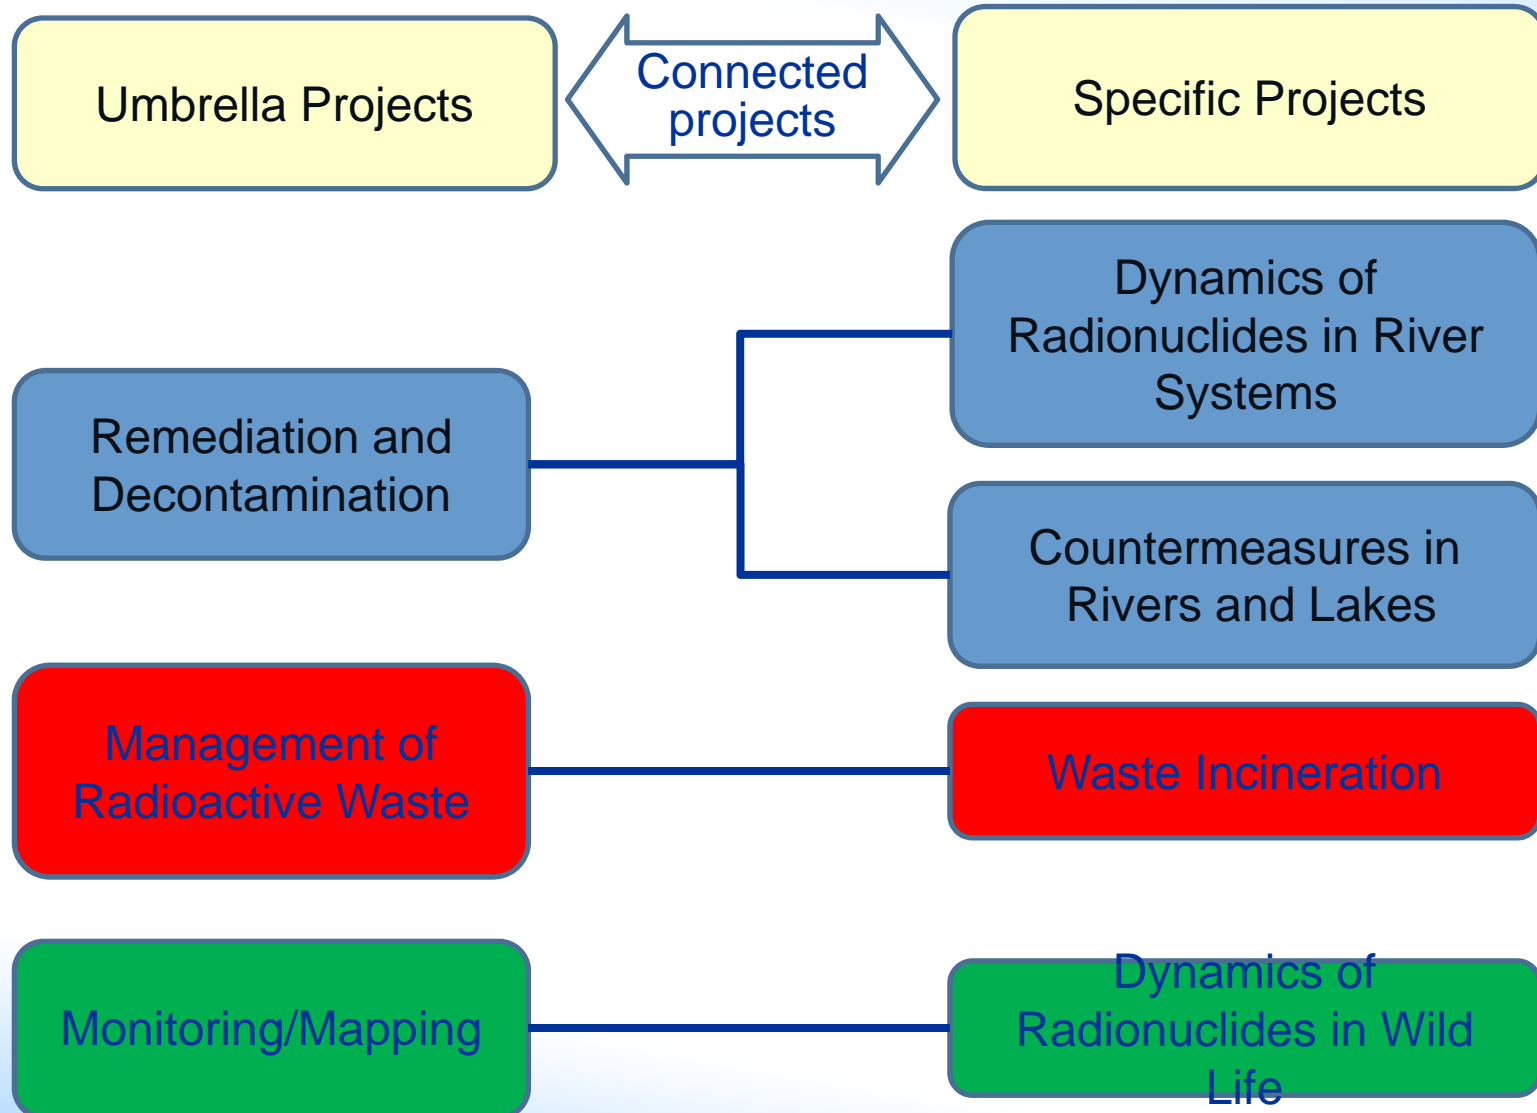 Umbrella Projects
Connected
projects
Specific Projects
Dynamics of
Radionuclides in River
Systems
Remediation and
Decontamination
Countermeasures in
Rivers and Lakes
Management of
Radioactive Waste
Waste Incineration
Monitoring/Mapping
Dynamics of
Radionuclides in Wild
Life